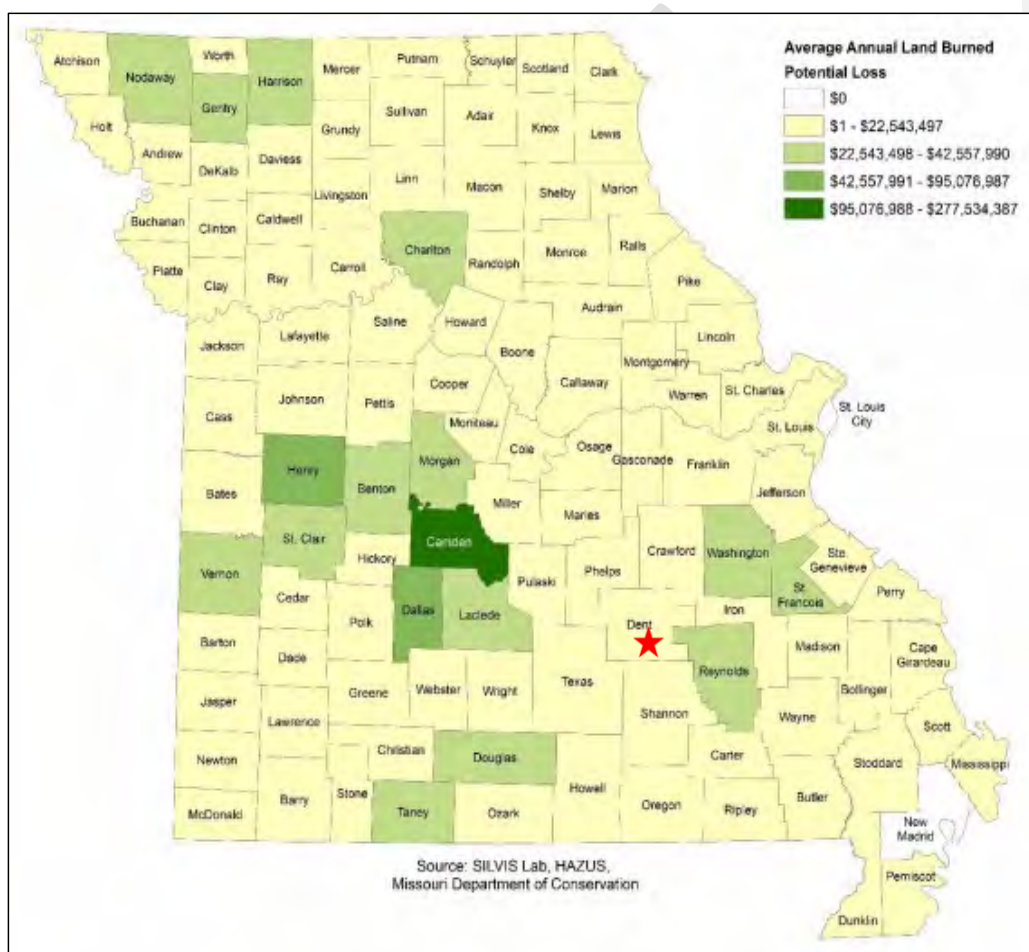 Average Annual Land Burned
Potential Loss
$0
$1 - $22,543,497
$22,543,498 - $42,557,990
$42,557,991 - $95,076,987
$95,076,988 - $277,534,387
Atchison
Nodaway
Worth
Harrison
Mercer
Putnam
Schuyler
Scotland
Clark
Gentry
Holt
Sullivan
Adair
Knox
Lewis
Grundy
Andrew
DeKalb
Daviess
Livingston
Linn
Macon
Shelby
Marion
Buchanan
Clinton
Caldwell
Chariton
Ralls
Monroe
Randolph
Carroll
Platte
Clay
Ray
Pike
Audrain
Saline
Howard
Lafayette
Jackson
Boone
Lincoln
Montgomery
Callaway
Cooper
Warren
St. Charles
Johnson
Pettis
Cass
St. Louis
City
St. Louis
Moniteau
Cole
Osage
Gasconade
Franklin
Morgan
Henry
Benton
Bates
Miller
Jefferson
Maries
St. Clair
Camden
Crawford
Washington
Hickory
Ste.
Genevieve
Vernon
Pulaski
Phelps
St.
Francois
Perry
Cedar
Dallas
Laclede
Iron
Polk
Dent
Barton
Madison
Cape
Girardeau
Dade
Reynolds
Texas
Greene
Webster
Wright
Bollinger
Jasper
Shannon
Wayne
Lawrence
Scott
Christian
Carter
Newton
Douglas
Stoddard
Mississippi
Howell
Stone
Barry
Butler
McDonald
Taney
Ozark
Oregon
Ripley
New
Madrid
Source: SILVIS Lab, HAZUS,
Missouri Department of Conservation
Pemiscot
Dunklin